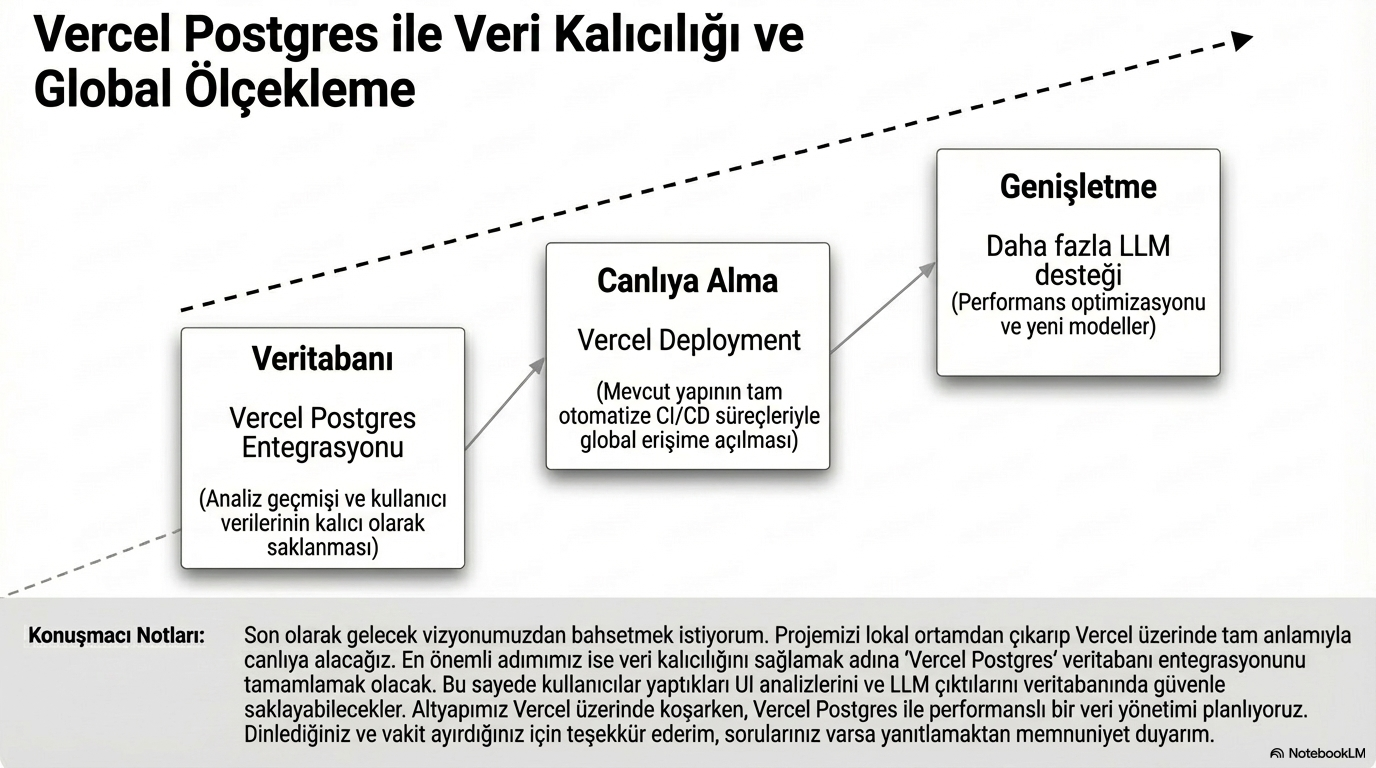 Vercel Postgres ile Veri Kalıcılığı ve
Global Ölçekleme
Veritabanı
Vercel Postgres
Entegrasyonu
(Analiz geçmişi ve kullanıcı
verilerinin kalıcı olarak
saklanması)
Canlıya Alma
Vercel Deployment
(Mevcut yapının tam
otomatize CI/CD süreçleriyle
global erişime açılması)
Genişletme
Daha fazla LLM
desteği
(Performans optimizasyonu
ve yeni modeller)
Konuşmacı Notları:
Son olarak gelecek vizyonumuzdan bahsetmek istiyorum. Projemizi lokal ortamdan çıkarıp Vercel üzerinde tam anlamıyla
canlıya alacağız. En önemli adımımız ise veri kalıcılığını sağlamak adına 'Vercel Postgres' veritabanı entegrasyonunu
tamamlamak olacak. Bu sayede kullanıcılar yaptıkları UI analizlerini ve LLM çıktılarını veritabanında güvenle
saklayabilecekler. Altyapımız Vercel üzerinde koşarken, Vercel Postgres ile performanslı bir veri yönetimi planlıyoruz.
Dinlediğiniz ve vakit ayırdığınız için teşekkür ederim, sorularınız varsa yanıtlamaktan memnuniyet duyarım.
NotebookLM